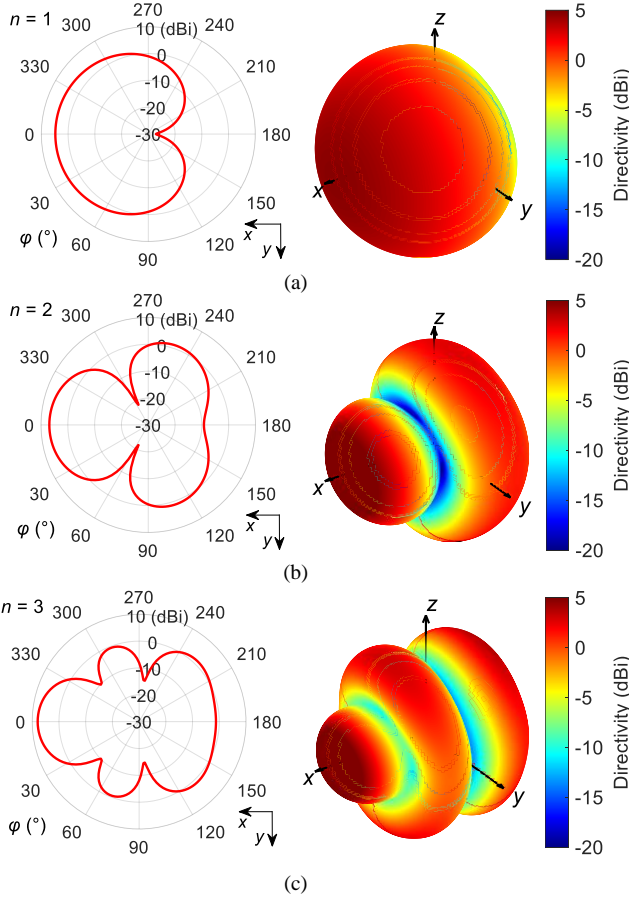 n = 1
270
300
10 (dBi)
240
330
0
210
-10
-20
0
-30
180
30
150
φ (°)
60
120
90
x
y
z
x
y
5
0
-5
-10
-15
-20
Directivity (dBi)
(a)
n = 2
270
300
10 (dBi)
240
330
0
210
-10
-20
0
-30
180
30
150
φ (°)
60
120
90
x
y
z
x
y
5
0
-5
-10
-15
-20
Directivity (dBi)
(b)
n = 3
270
300
10 (dBi)
240
330
0
210
-10
-20
0
-30
180
30
150
φ (°)
60
120
90
x
y
z
x
y
5
0
-5
-10
-15
-20
Directivity (dBi)
(c)